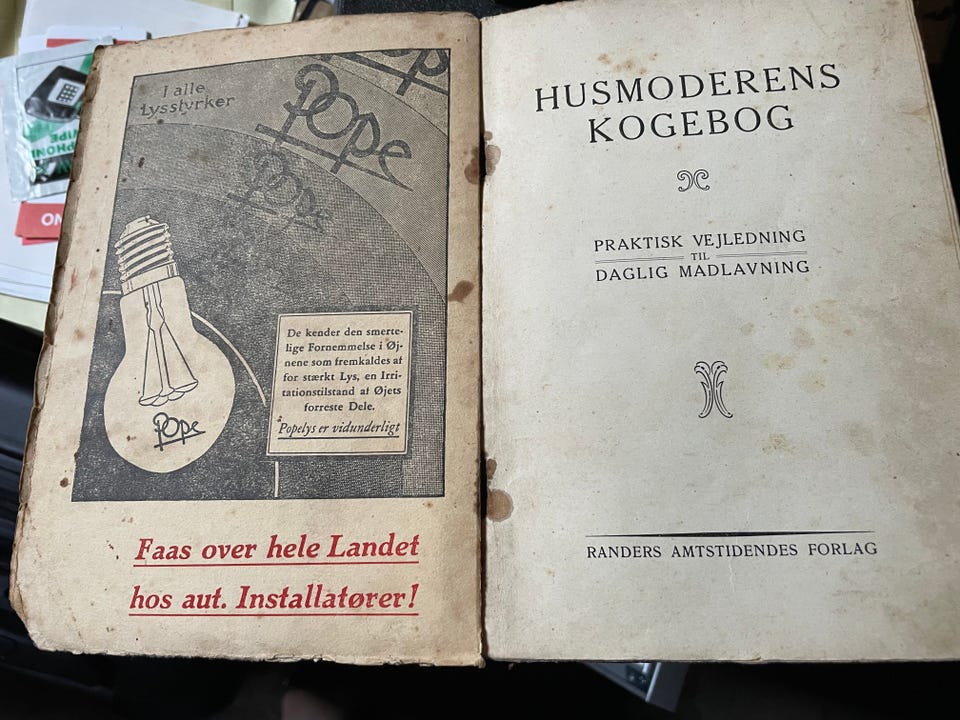 I alle
Lysstyrker
Pope
Pope
Pope
De kender den smerte-
lige Fornemmelse i Øj-
nene som fremkaldes af
for stærkt Lys, en Irri-
tationstilstand af Øjets
forreste Dele.
Popelys er vidunderligt
Faas over hele Landet
hos aut. Installatører!
HUSMODERENS
KOGEBOG
PRAKTISK VEJLEDNING
TIL
DAGLIG MADLAVNING
RANDERS AMTSTIDENDES FORLAG